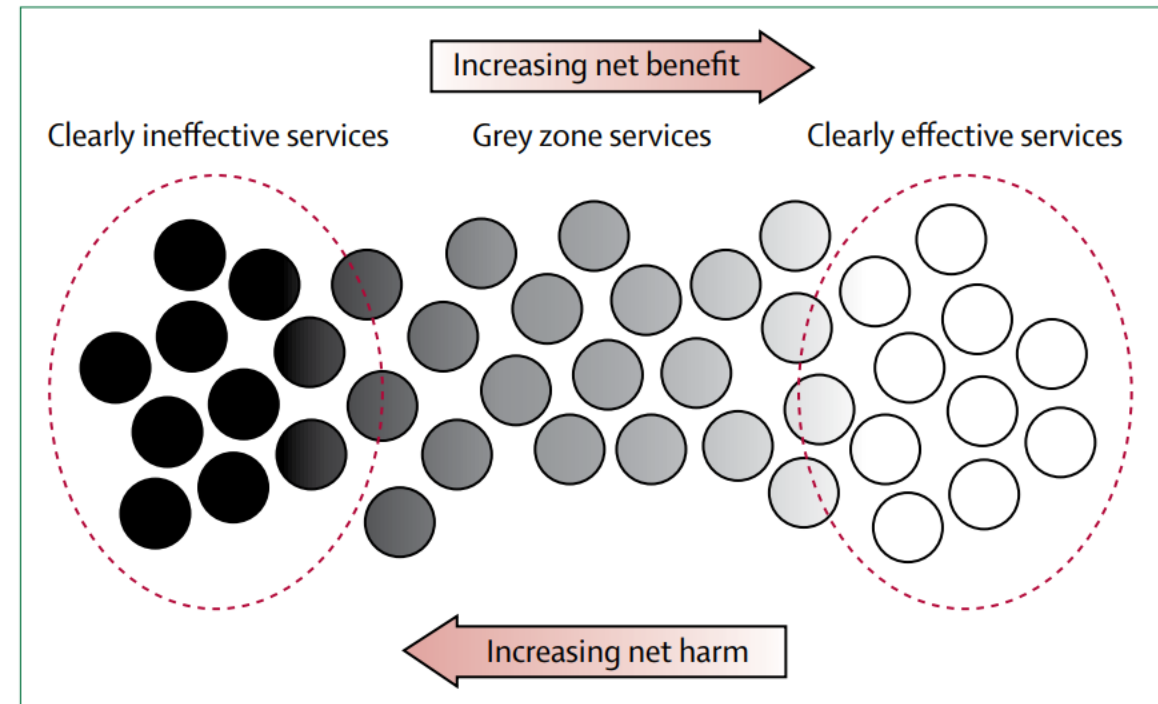 Increasing net benefit
Clearly ineffective services
Grey zone services
Clearly effective services
Increasing net harm